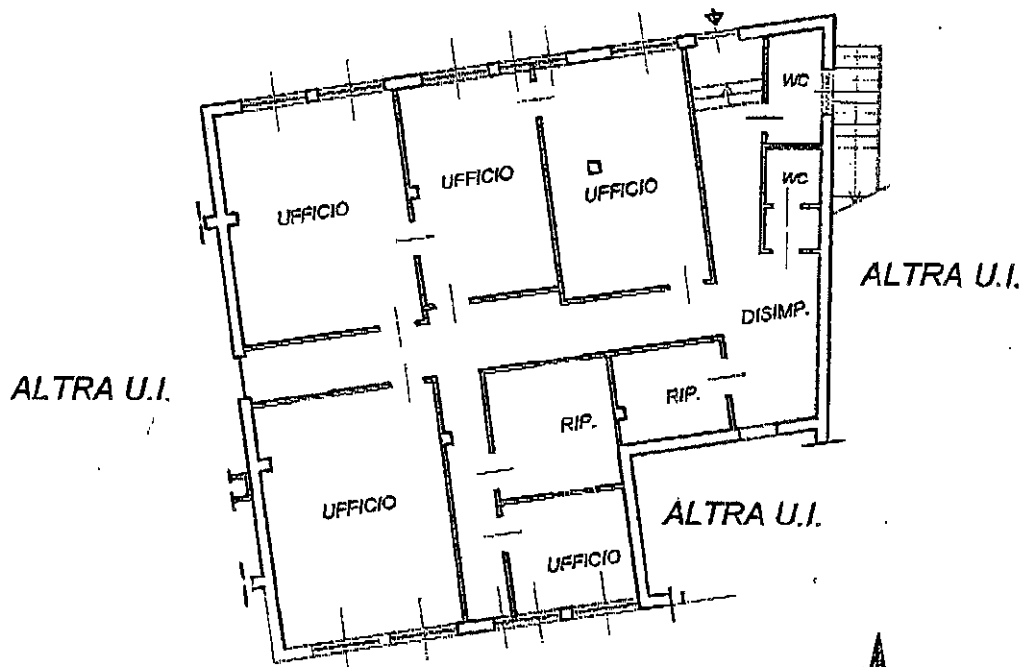 WC
UFFICIO
UFFICIO
UFFICIO
WC
ALTRA U.I.
DISIMP.
ALTRA U.I.
RIP.
RIP.
UFFICIO
ALTRA U.I.
UFFICIO